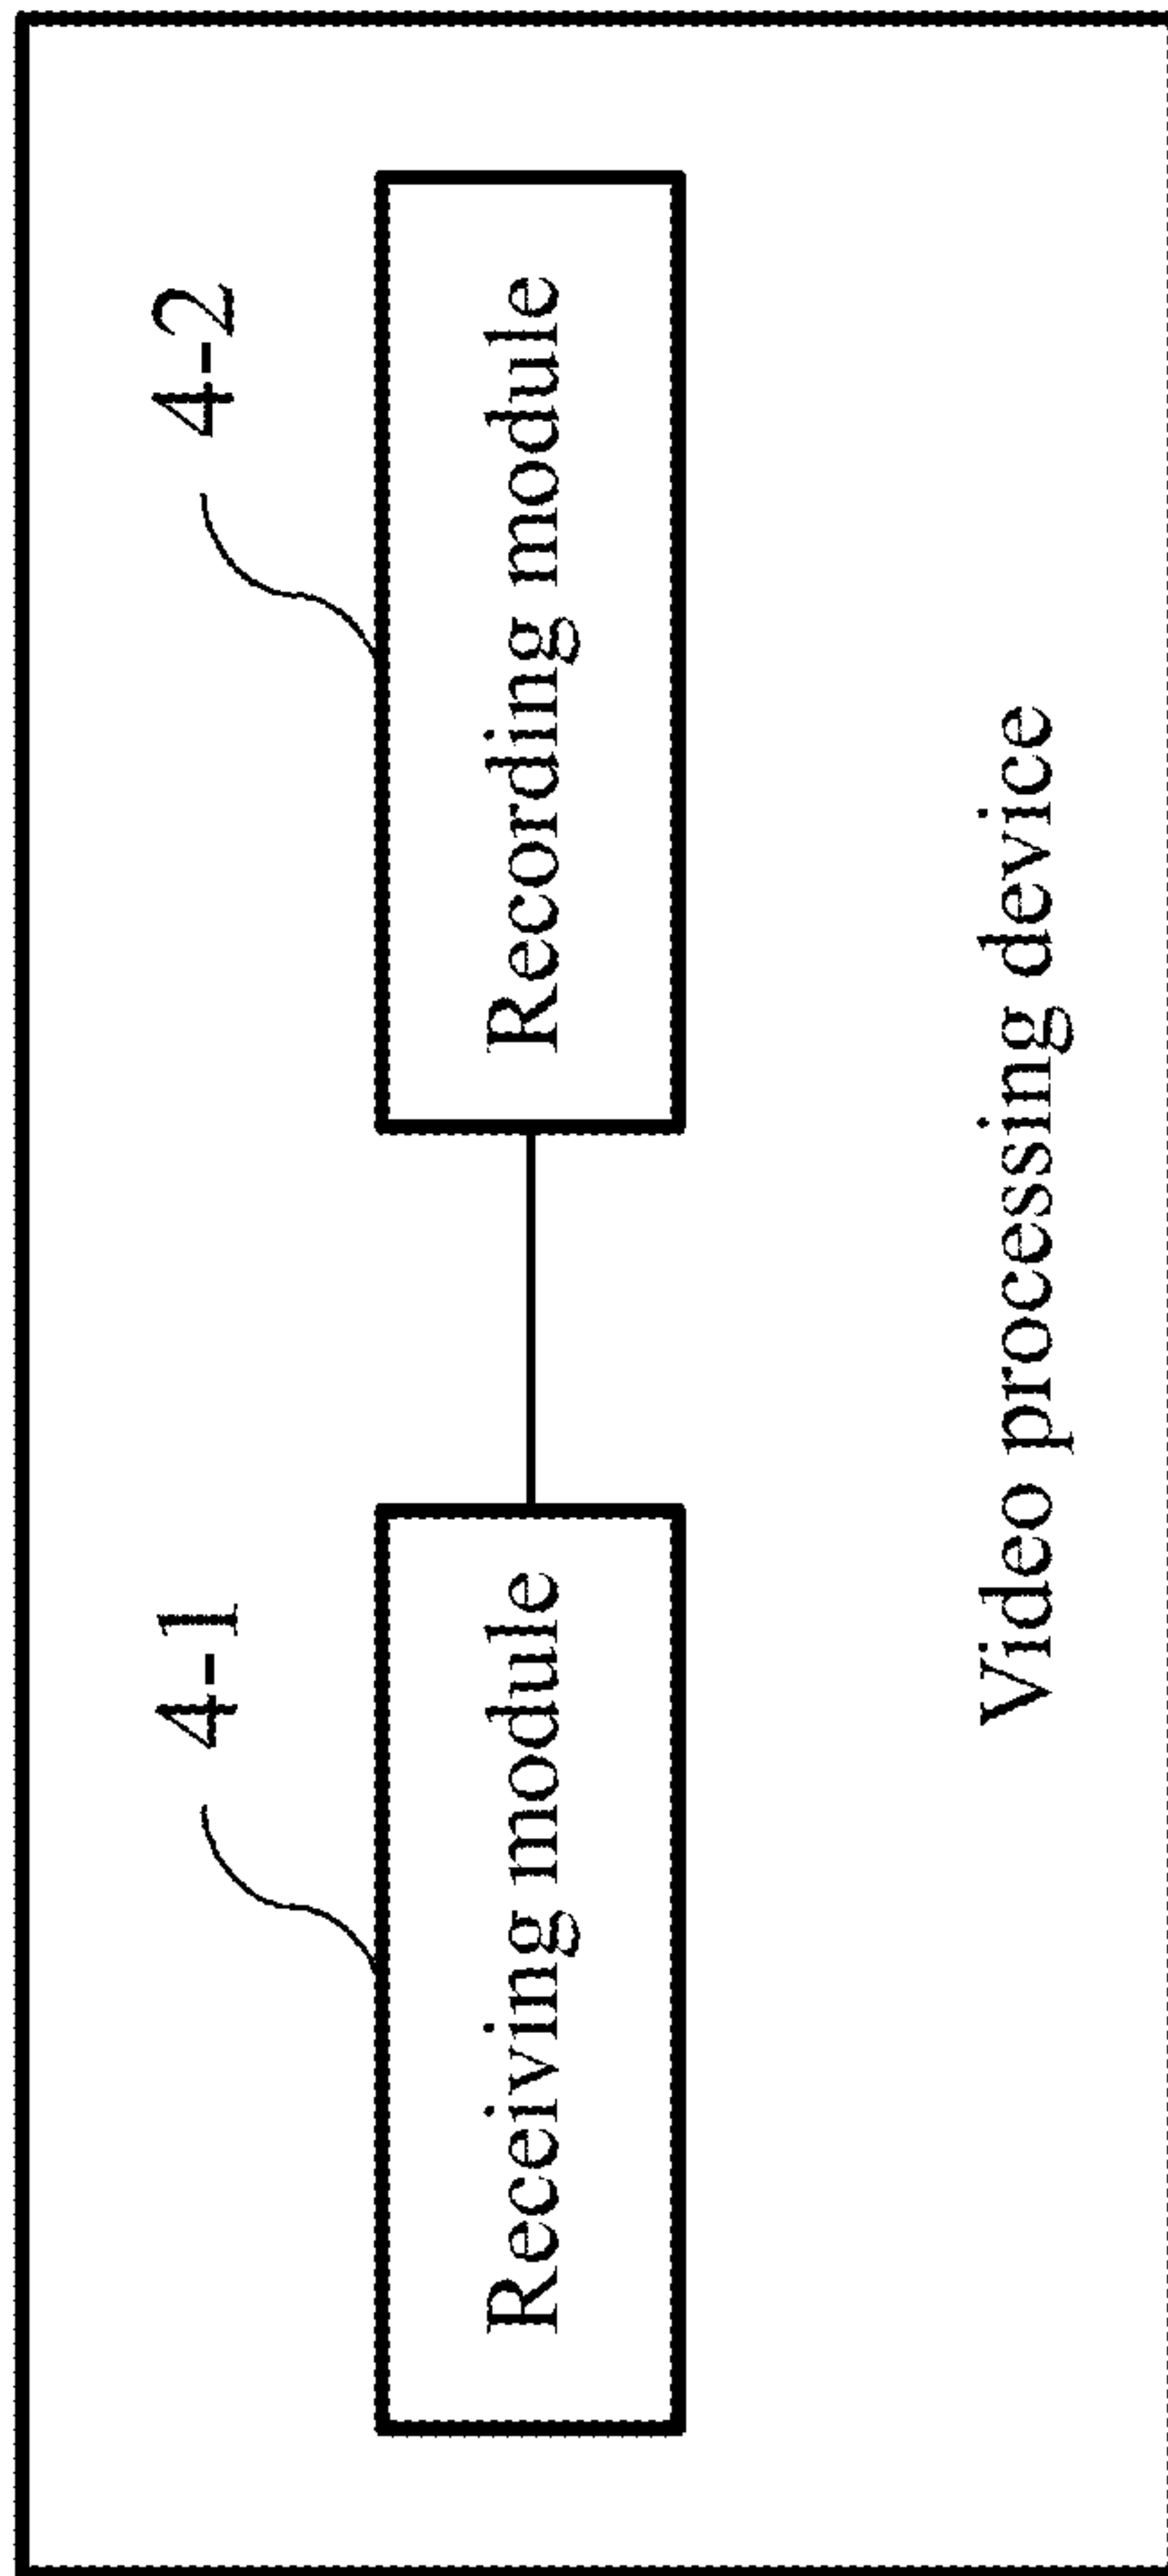 4-1
4-2
Receiving module
Recording module
Video processing device